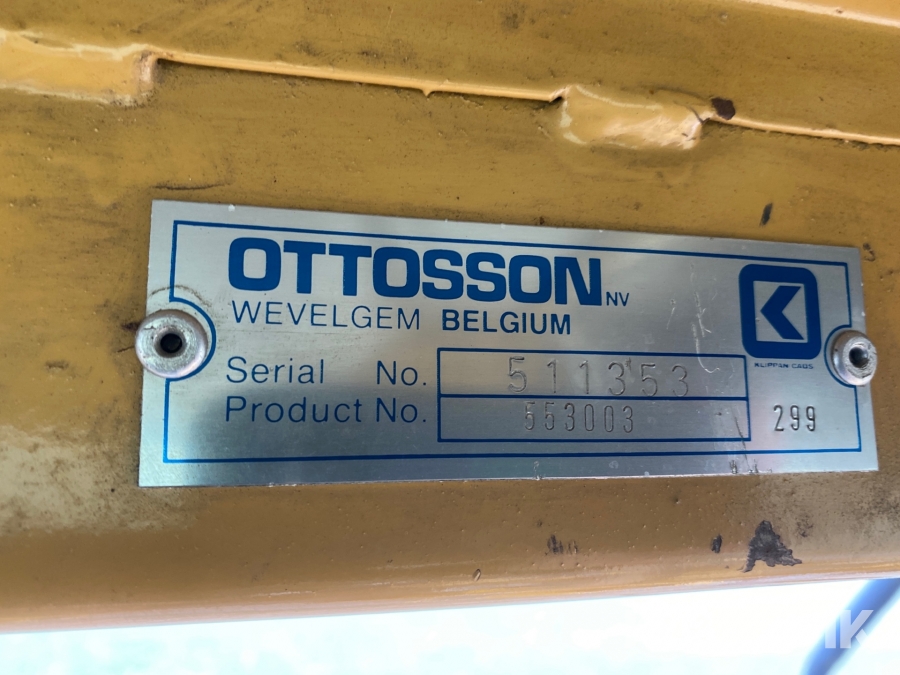 OTTOSSON NV
WEVELGEM BELGIUM
K
KLIPPAN CABS
Serial No. 511353
Product No. 553003 299